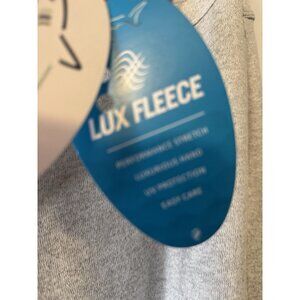 LUX FLEECE
PERFORMANCE STRETCH
LUXURIOUS HAND
UV PROTECTION
EASY CARE